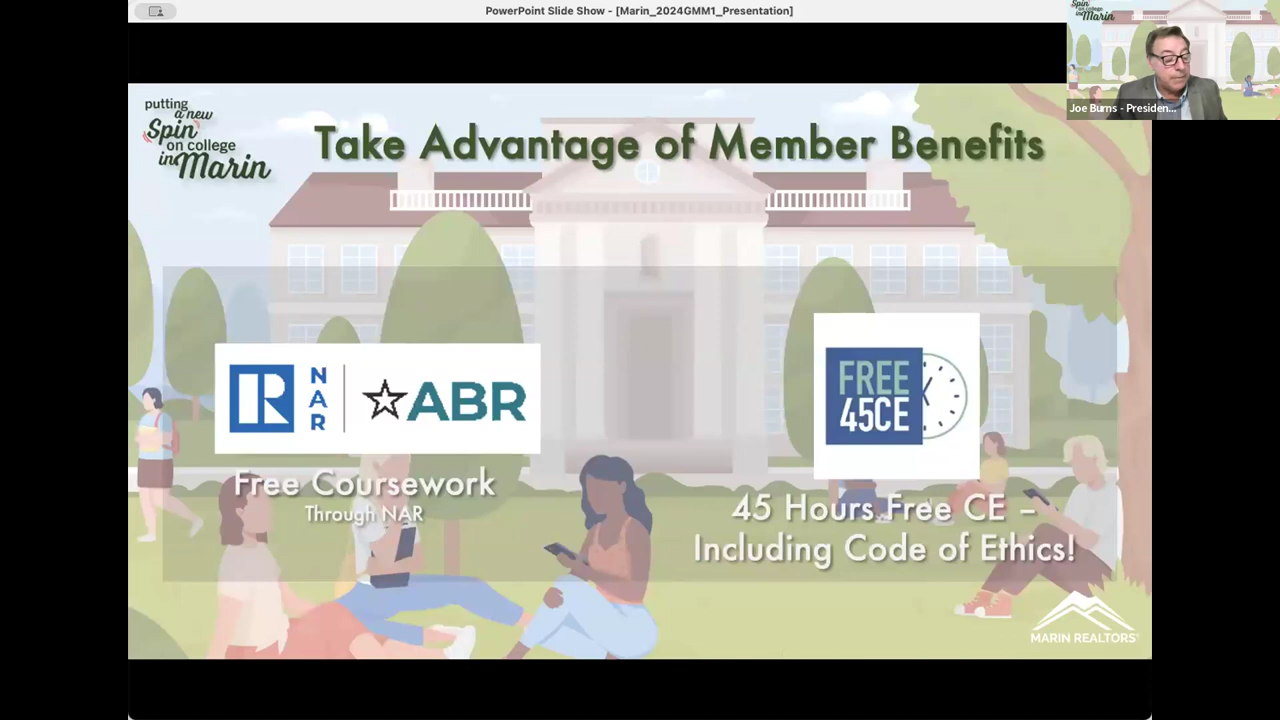 PowerPoint Slide Show - [Marin_2024GMM1_Presentation]
Spin
on college
in Marin
Joe Burns - Presiden...
putting
a new
Spin
on college
in Marin
Take Advantage of Member Benefits
R
NAR
ABR
FREE
45CE
Free Coursework
Through NAR
45 Hours Free CE –
Including Code of Ethics!
MARIN REALTORS®